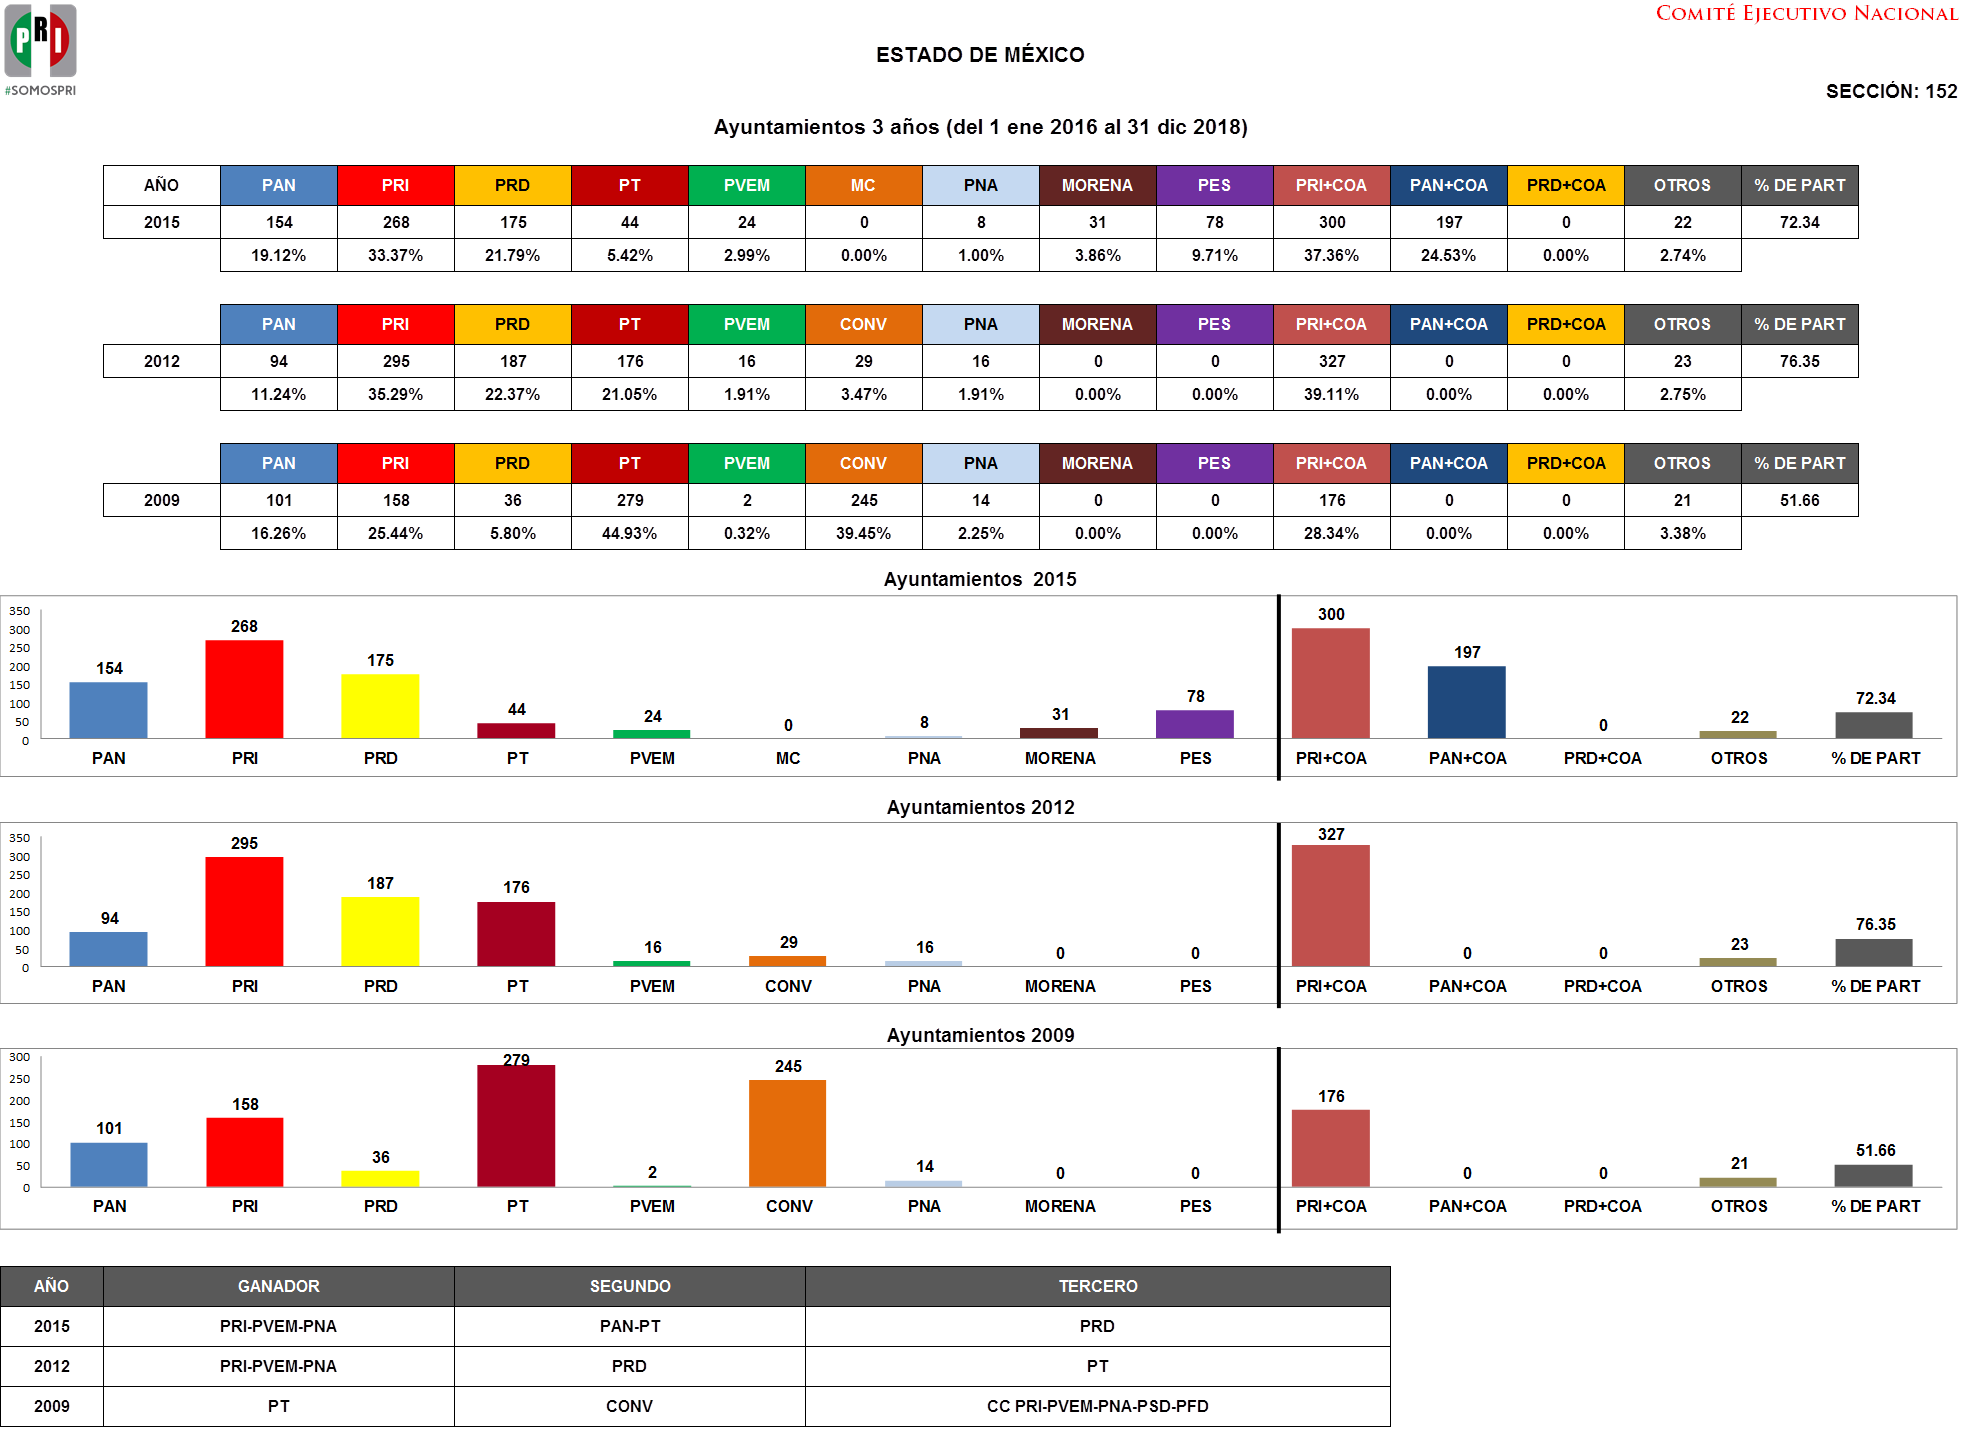 COMITÉ EJECUTIVO NACIONAL
PRI
#SOMOSPRI
ESTADO DE MÉXICO
SECCIÓN: 152
Ayuntamientos 3 años (del 1 ene 2016 al 31 dic 2018)
AÑO PAN PRI PRD PT PVEM MC PNA MORENA PES PRI+COA PAN+COA PRD+COA OTROS % DE PART
2015 154 268 175 44 24 0 8 31 78 300 197 0 22 72.34
19.12% 33.37% 21.79% 5.42% 2.99% 0.00% 1.00% 3.86% 9.71% 37.36% 24.53% 0.00% 2.74%
PAN PRI PRD PT PVEM CONV PNA MORENA PES PRI+COA PAN+COA PRD+COA OTROS % DE PART
2012 94 295 187 176 16 29 16 0 0 327 0 0 23 76.35
11.24% 35.29% 22.37% 21.05% 1.91% 3.47% 1.91% 0.00% 0.00% 39.11% 0.00% 0.00% 2.75%
PAN PRI PRD PT PVEM CONV PNA MORENA PES PRI+COA PAN+COA PRD+COA OTROS % DE PART
2009 101 158 36 279 2 245 14 0 0 176 0 0 21 51.66
16.26% 25.44% 5.80% 44.93% 0.32% 39.45% 2.25% 0.00% 0.00% 28.34% 0.00% 0.00% 3.38%
Ayuntamientos 2015
350
300
250
200
150
100
50
0
154 268 175 44 24 0 8 31 78 300 197 0 22 72.34
PAN PRI PRD PT PVEM MC PNA MORENA PES PRI+COA PAN+COA PRD+COA OTROS % DE PART
Ayuntamientos 2012
350
300
250
200
150
100
50
0
94 295 187 176 16 29 16 0 0 327 0 0 23 76.35
PAN PRI PRD PT PVEM CONV PNA MORENA PES PRI+COA PAN+COA PRD+COA OTROS % DE PART
Ayuntamientos 2009
300
250
200
150
100
50
0
101 158 36 279 2 245 14 0 0 176 0 0 21 51.66
PAN PRI PRD PT PVEM CONV PNA MORENA PES PRI+COA PAN+COA PRD+COA OTROS % DE PART
AÑO GANADOR SEGUNDO TERCERO
2015 PRI-PVEM-PNA PAN-PT PRD
2012 PRI-PVEM-PNA PRD PT
2009 PT CONV CC PRI-PVEM-PNA-PSD-PFD